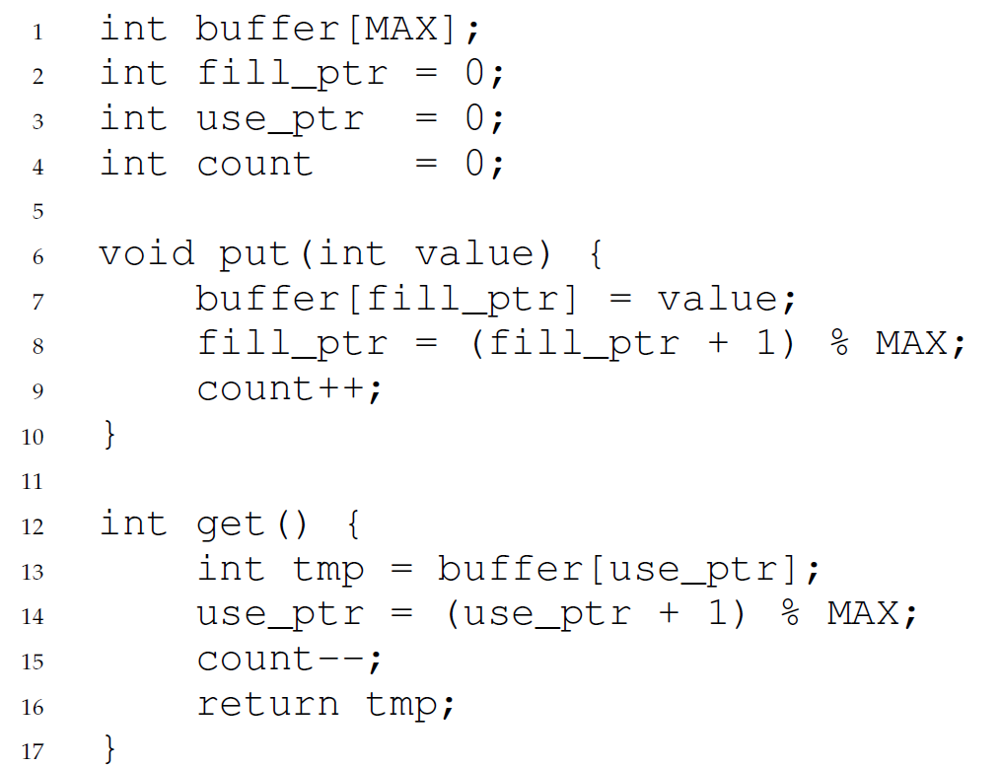 1 int buffer[MAX];
2 int fill_ptr = 0;
3 int use_ptr  = 0;
4 int count    = 0;
5
6 void put(int value) {
7     buffer[fill_ptr] = value;
8     fill_ptr = (fill_ptr + 1) % MAX;
9     count++;
10 }
11
12 int get() {
13     int tmp = buffer[use_ptr];
14     use_ptr = (use_ptr + 1) % MAX;
15     count--;
16     return tmp;
17 }